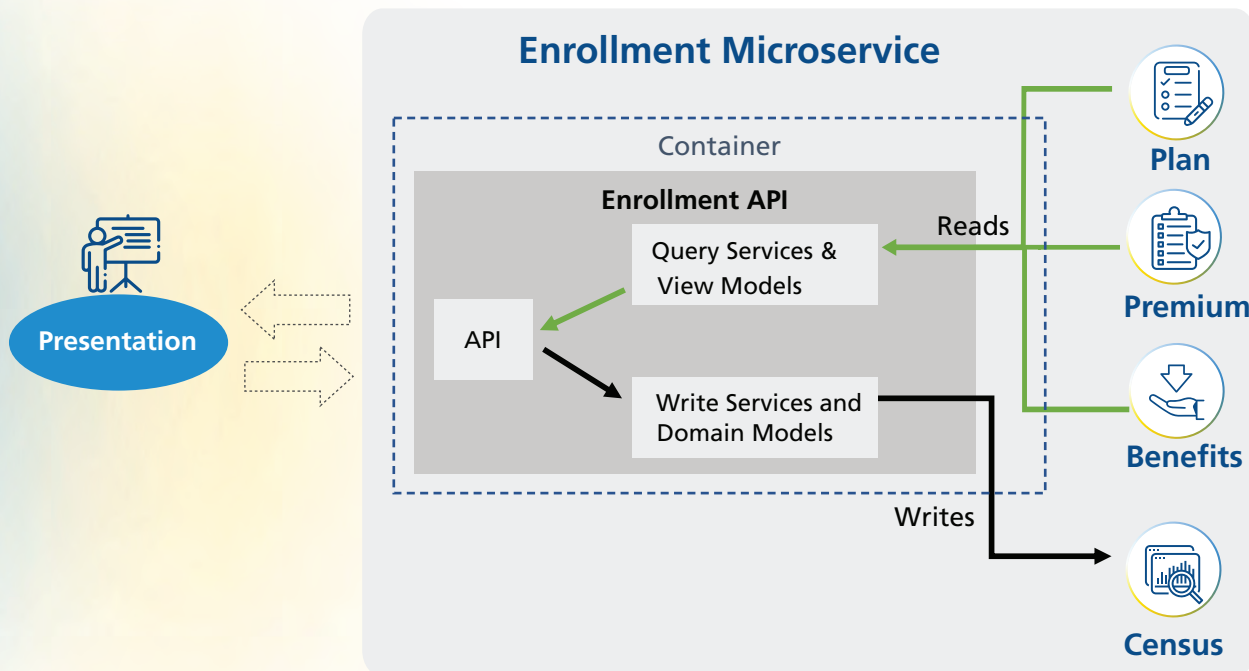 Enrollment Microservice
Container
Enrollment API
Query Services &
View Models
API
Write Services and
Domain Models
Reads
Writes
Presentation
Plan
Premium
Benefits
Census